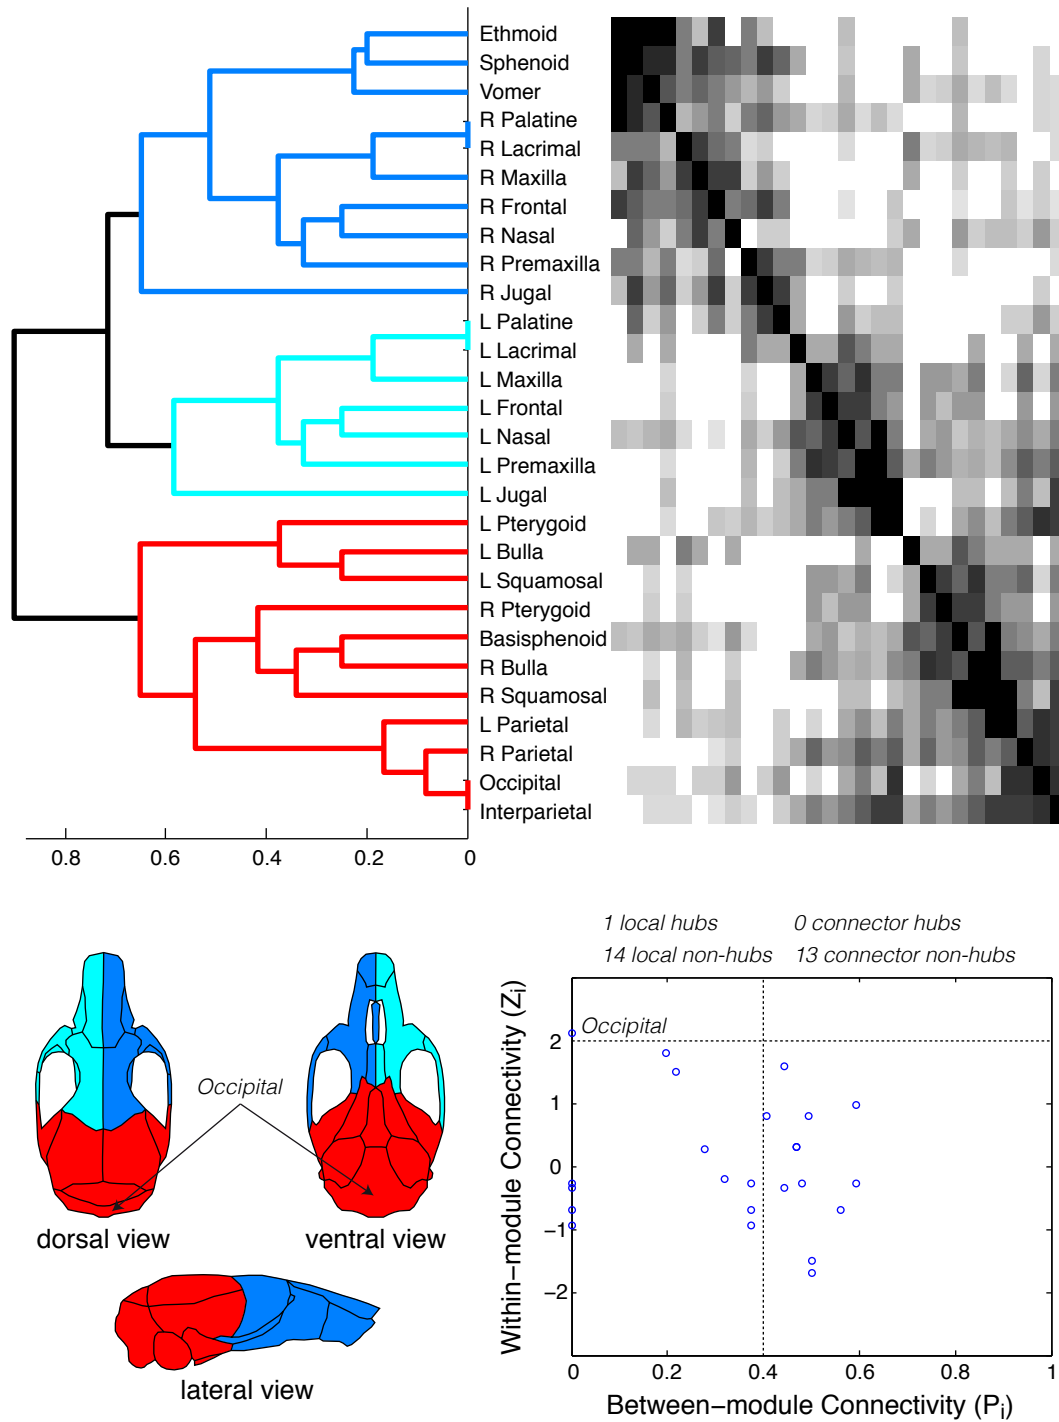 Ethmoid
Sphenoid
Vomer
R Palatine
R Lacrimal
R Maxilla
R Frontal
R Nasal
R Premaxilla
R Jugal
L Palatine
L Lacrimal
L Maxilla
L Frontal
L Nasal
L Premaxilla
L Jugal
L Pterygoid
L Bulla
L Squamosal
R Pterygoid
Basisphenoid
R Bulla
R Squamosal
L Parietal
R Parietal
Occipital
Interparietal
0.8 0.6 0.4 0.2 0
1 local hubs 0 connector hubs
14 local non-hubs 13 connector non-hubs
Occipital
dorsal view
ventral view
lateral view
Within-module Connectivity (Zi)
Occipital
2
1
0
-1
-2
0 0.2 0.4 0.6 0.8 1
Between-module Connectivity (Pi)